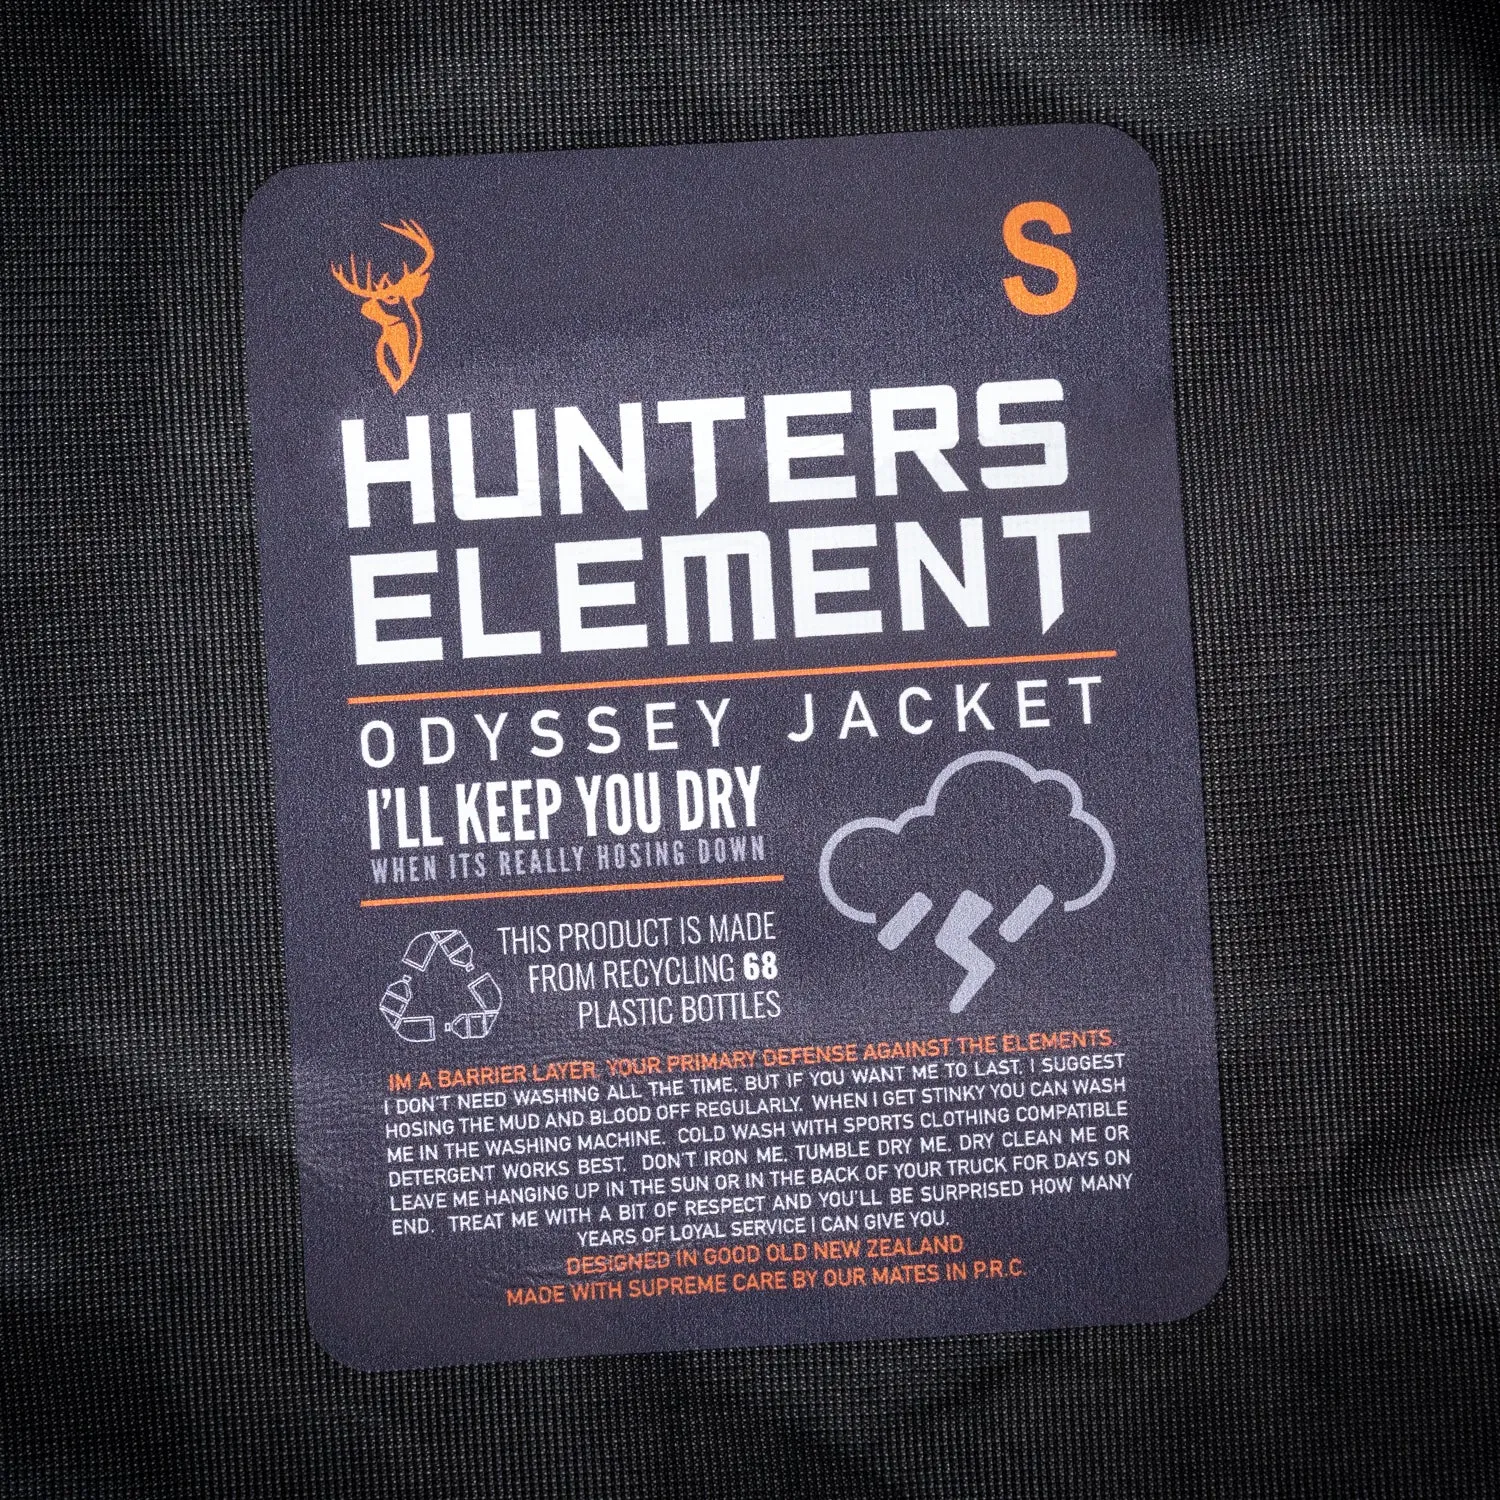 S
HUNTERS
ELEMENT
ODYSSEY JACKET
I'LL KEEP YOU DRY
WHEN ITS REALLY HOSING DOWN
THIS PRODUCT IS MADE
FROM RECYCLING 68
PLASTIC BOTTLES
IM A BARRIER LAYER, YOUR PRIMARY DEFENSE AGAINST THE ELEMENTS.
I DON'T NEED WASHING ALL THE TIME, BUT IF YOU WANT ME TO LAST, I SUGGEST
HOSING THE MUD AND BLOOD OFF REGULARLY. WHEN I GET STINKY YOU CAN WASH
ME IN THE WASHING MACHINE. COLD WASH WITH SPORTS CLOTHING COMPATIBLE
DETERGENT WORKS BEST. DON'T IRON ME, TUMBLE DRY ME, DRY CLEAN ME OR
LEAVE ME HANGING UP IN THE SUN OR IN THE BACK OF YOUR TRUCK FOR DAYS ON
END. TREAT ME WITH A BIT OF RESPECT AND YOU'LL BE SURPRISED HOW MANY
YEARS OF LOYAL SERVICE I CAN GIVE YOU.
DESIGNED IN GOOD OLD NEW ZEALAND
MADE WITH SUPREME CARE BY OUR MATES IN P.R.C.